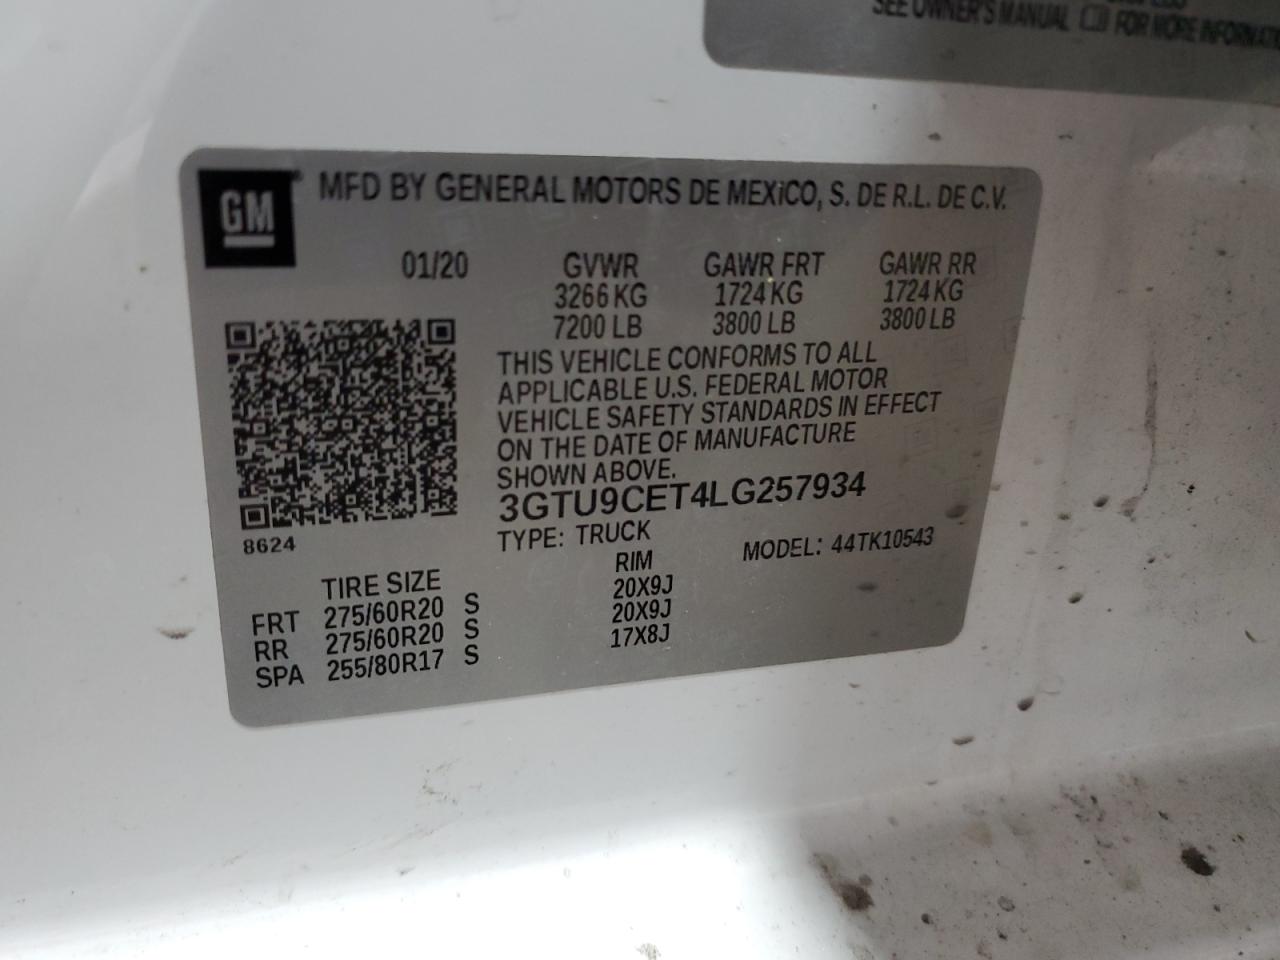 SEE OWNER'S MANUAL FOR MORE INFORMATION
GM
MFD BY GENERAL MOTORS DE MEXiCO, S. DE R.L. DE C.V.
01/20 GVWR GAWR FRT GAWR RR
3266 KG 1724 KG 1724 KG
7200 LB 3800 LB 3800 LB
THIS VEHICLE CONFORMS TO ALL
APPLICABLE U.S. FEDERAL MOTOR
VEHICLE SAFETY STANDARDS IN EFFECT
ON THE DATE OF MANUFACTURE
SHOWN ABOVE.
3GTU9CET4LG257934
8624
TYPE: TRUCK MODEL: 44TK10543
TIRE SIZE RIM
FRT 275/60R20 S 20X9J
RR 275/60R20 S 20X9J
SPA 255/80R17 S 17X8J